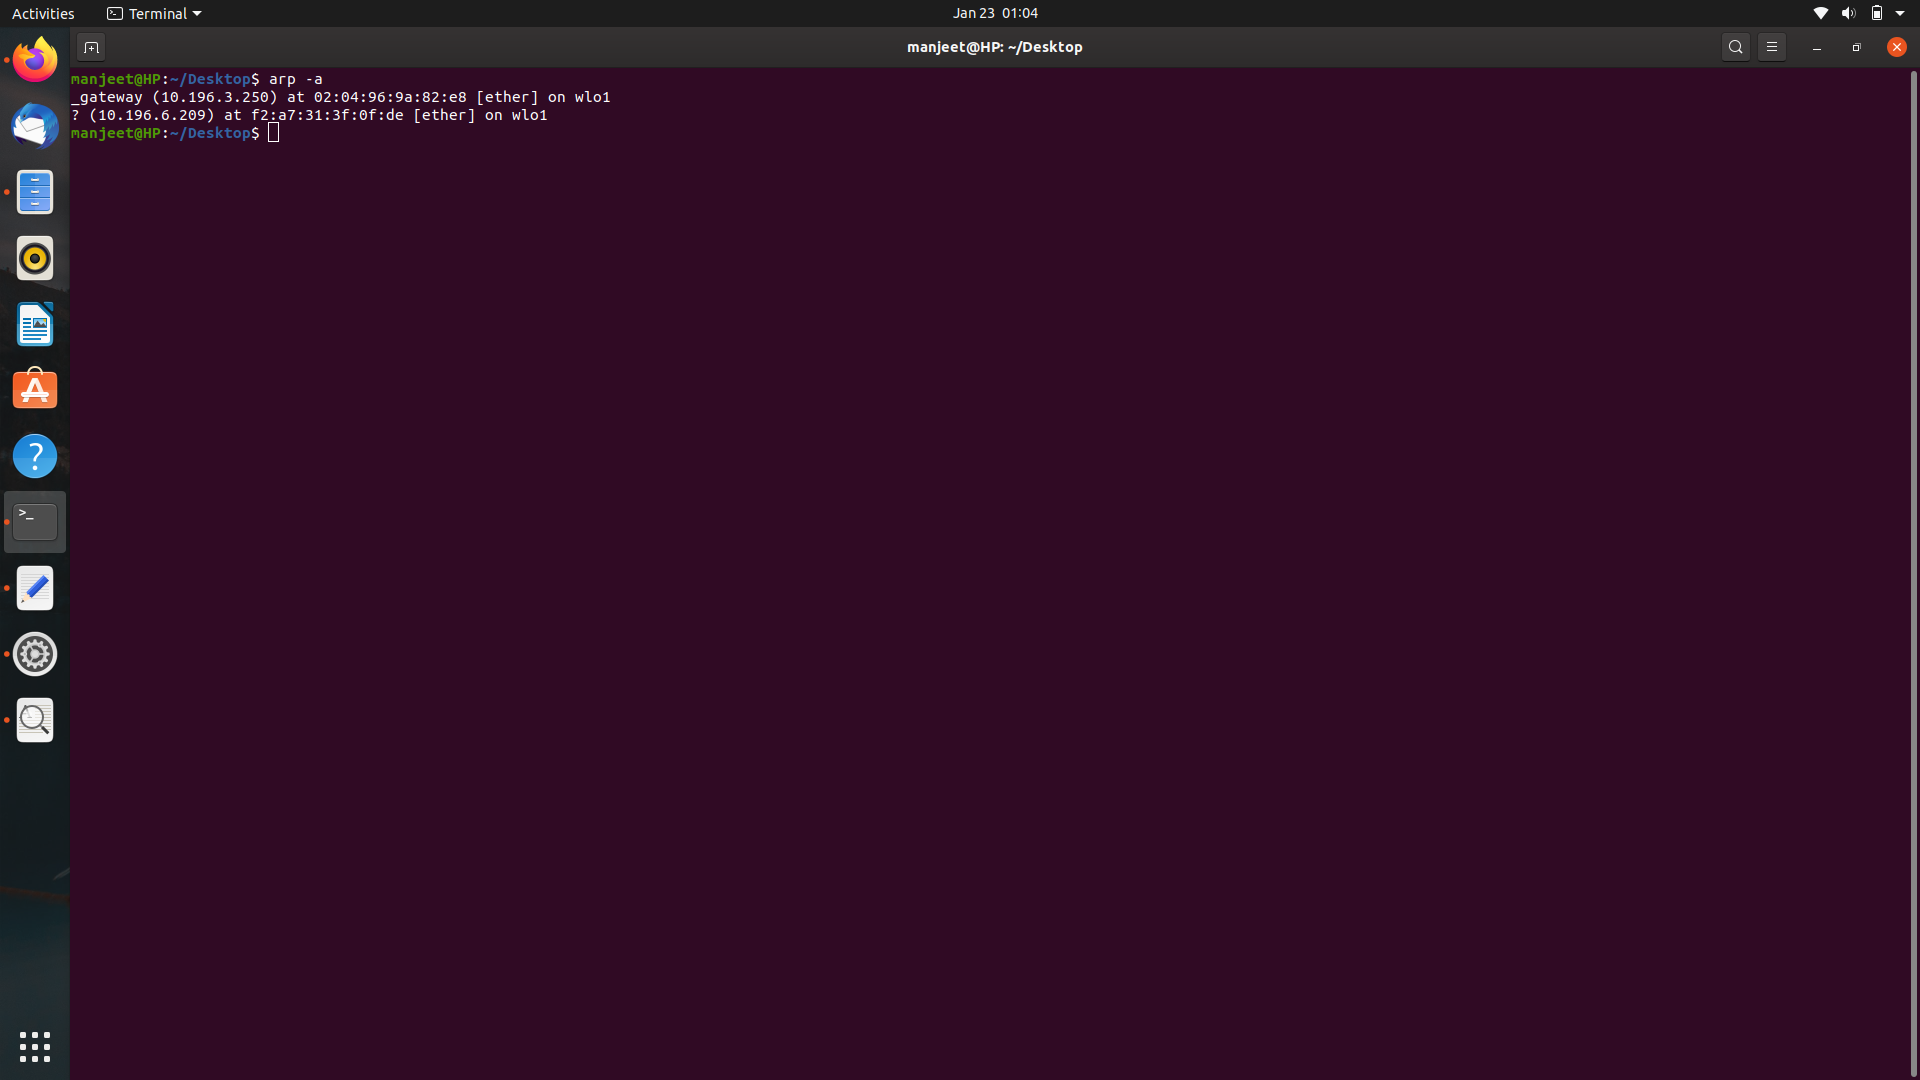 Activities
Terminal
Jan 23 01:04
manjeet@HP: ~/Desktop
manjeet@HP:~/Desktop$ arp -a
_gateway (10.196.3.250) at 02:04:96:9a:82:e8 [ether] on wlo1
? (10.196.6.209) at f2:a7:31:3f:0f:de [ether] on wlo1
manjeet@HP:~/Desktop$